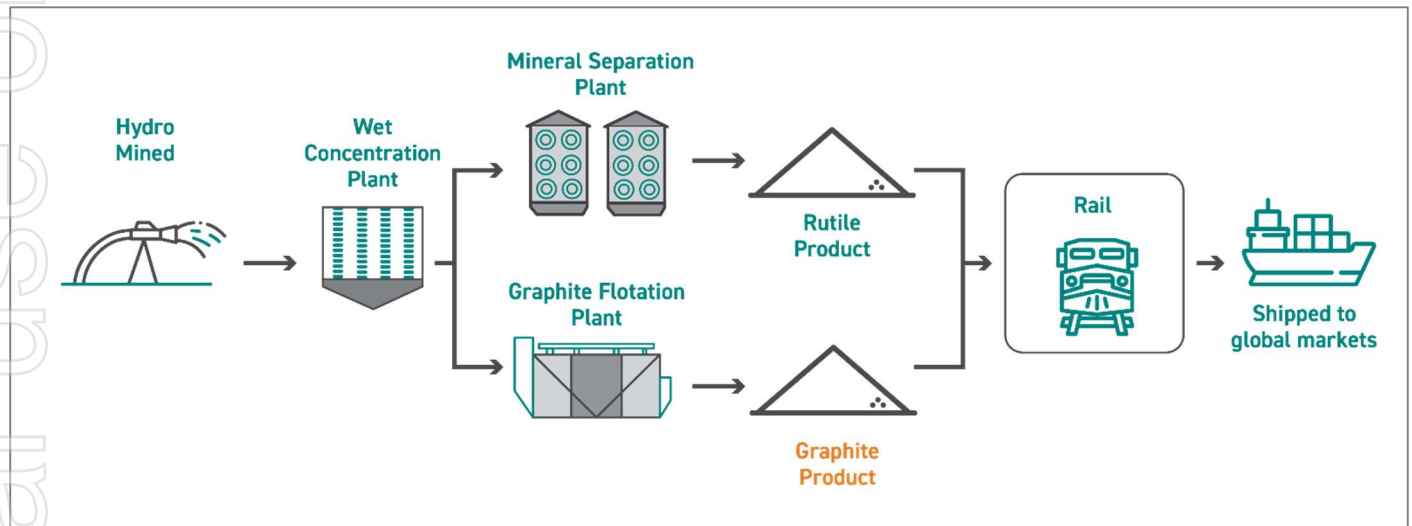 Hydro
Mined
Wet
Concentration
Plant
Mineral Separation
Plant
Graphite Flotation
Plant
Rutile
Product
Graphite
Product
Rail
Shipped to
global markets